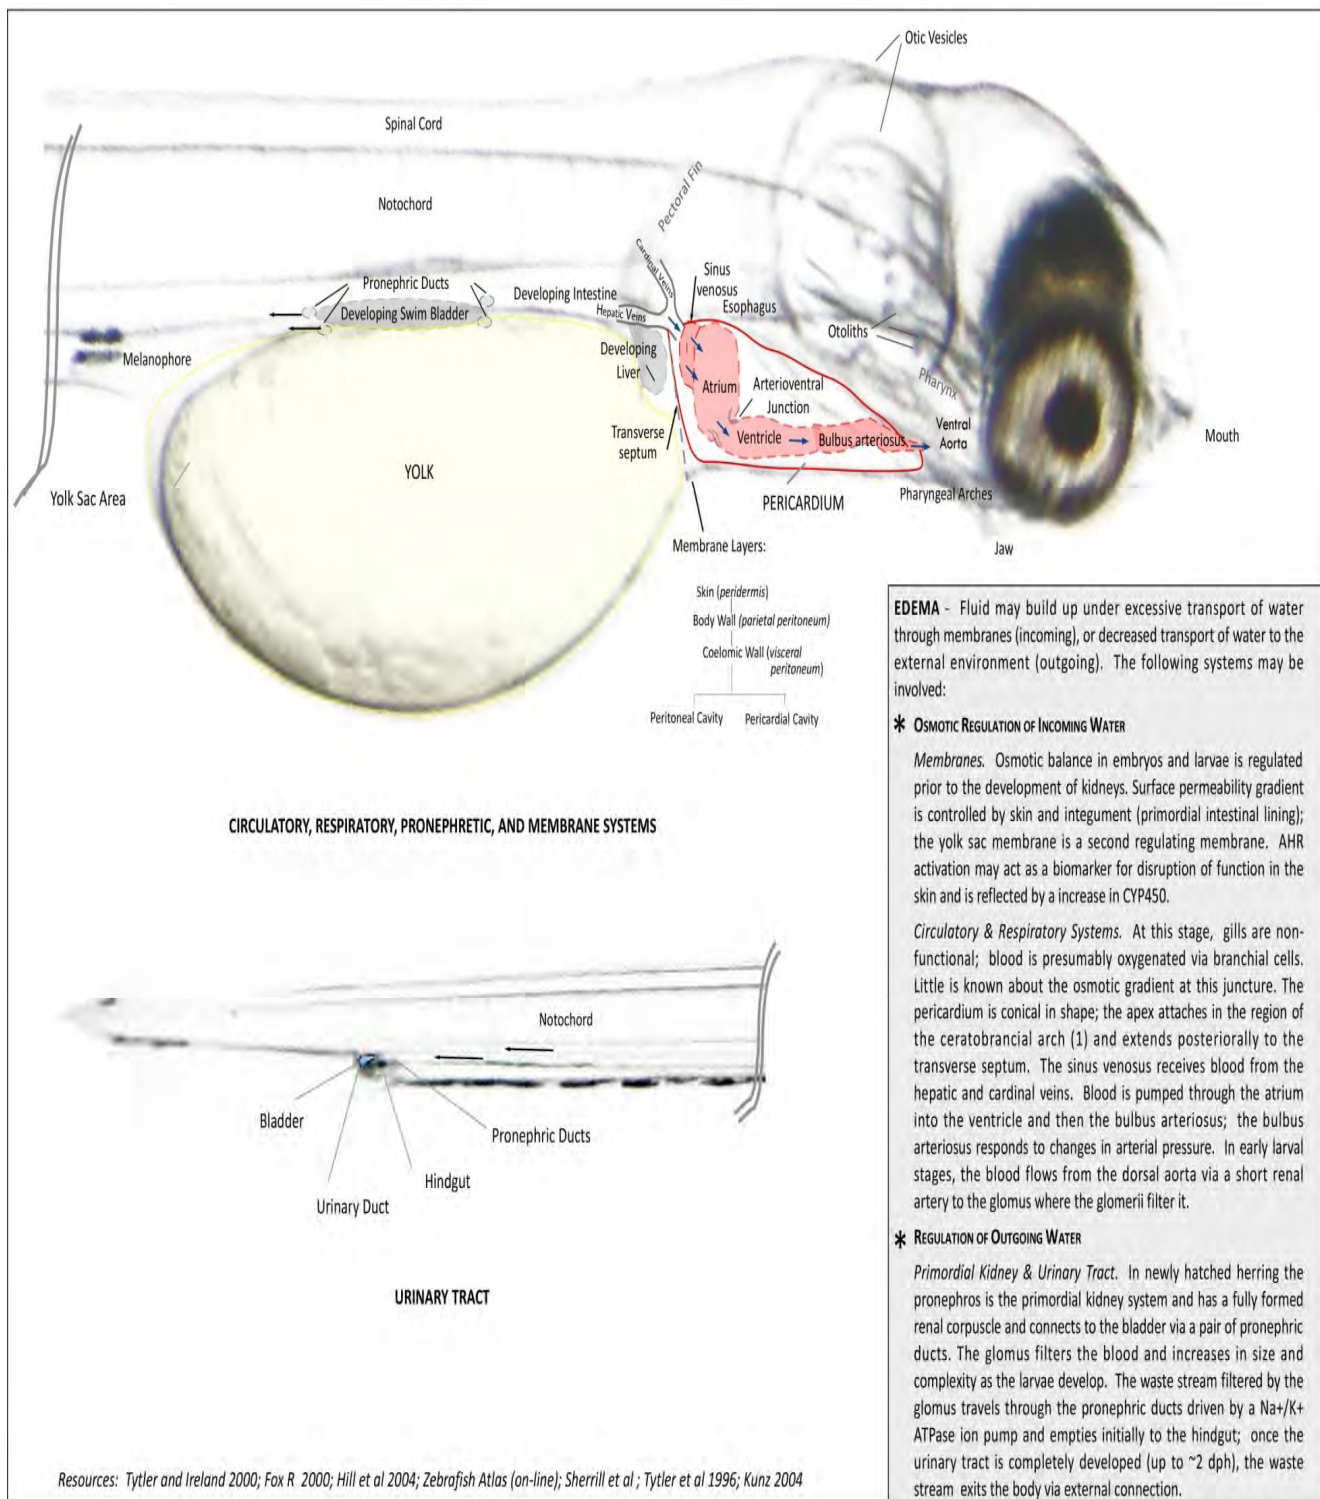 Otic Vesicles
Spinal Cord
Pectoral Fin
Notochord
Cardinal Veins
Sinus
venosus
Pronephric Ducts
Developing Intestine
Esophagus
Developing Swim Bladder
Hepatic Veins
Otoliths
Melanophore
Developing
Liver
Pharynx
Atrium
Arterioventral
Junction
Ventral
Aorta
Transverse
septum
Ventricle
Bulbus arteriosus
Mouth
YOLK
Yolk Sac Area
PERICARDIUM
Pharyngeal Arches
Membrane Layers:
Jaw
Skin (peridermis)
Body Wall (parietal peritoneum)
Coelomic Wall (visceral
peritoneum)
Peritoneal Cavity
Pericardial Cavity
CIRCULATORY, RESPIRATORY, PRONEPHRETIC, AND MEMBRANE SYSTEMS
Notochord
Bladder
Pronephric Ducts
Hindgut
Urinary Duct
URINARY TRACT
Resources: Tytler and Ireland 2000; Fox R 2000; Hill et al 2004; Zebrafish Atlas (on-line); Sherrill et al ; Tytler et al 1996; Kunz 2004
EDEMA - Fluid may build up under excessive transport of water
through membranes (incoming), or decreased transport of water to the
external environment (outgoing). The following systems may be
involved:
* OSMOTIC REGULATION OF INCOMING WATER
Membranes. Osmotic balance in embryos and larvae is regulated
prior to the development of kidneys. Surface permeability gradient
is controlled by skin and integument (primordial intestinal lining);
the yolk sac membrane is a second regulating membrane. AHR
activation may act as a biomarker for disruption of function in the
skin and is reflected by a increase in CYP450.
Circulatory & Respiratory Systems. At this stage, gills are non-
functional; blood is presumably oxygenated via branchial cells.
Little is known about the osmotic gradient at this juncture. The
pericardium is conical in shape; the apex attaches in the region of
the ceratobrancial arch (1) and extends posteriorally to the
transverse septum. The sinus venosus receives blood from the
hepatic and cardinal veins. Blood is pumped through the atrium
into the ventricle and then the bulbus arteriosus; the bulbus
arteriosus responds to changes in arterial pressure. In early larval
stages, the blood flows from the dorsal aorta via a short renal
artery to the glomus where the glomerii filter it.
* REGULATION OF OUTGOING WATER
Primordial Kidney & Urinary Tract. In newly hatched herring the
pronephros is the primordial kidney system and has a fully formed
renal corpuscle and connects to the bladder via a pair of pronephric
ducts. The glomus filters the blood and increases in size and
complexity as the larvae develop. The waste stream filtered by the
glomus travels through the pronephric ducts driven by a Na+/K+
ATPase ion pump and empties initially to the hindgut; once the
urinary tract is completely developed (up to ~2 dph), the waste
stream exits the body via external connection.